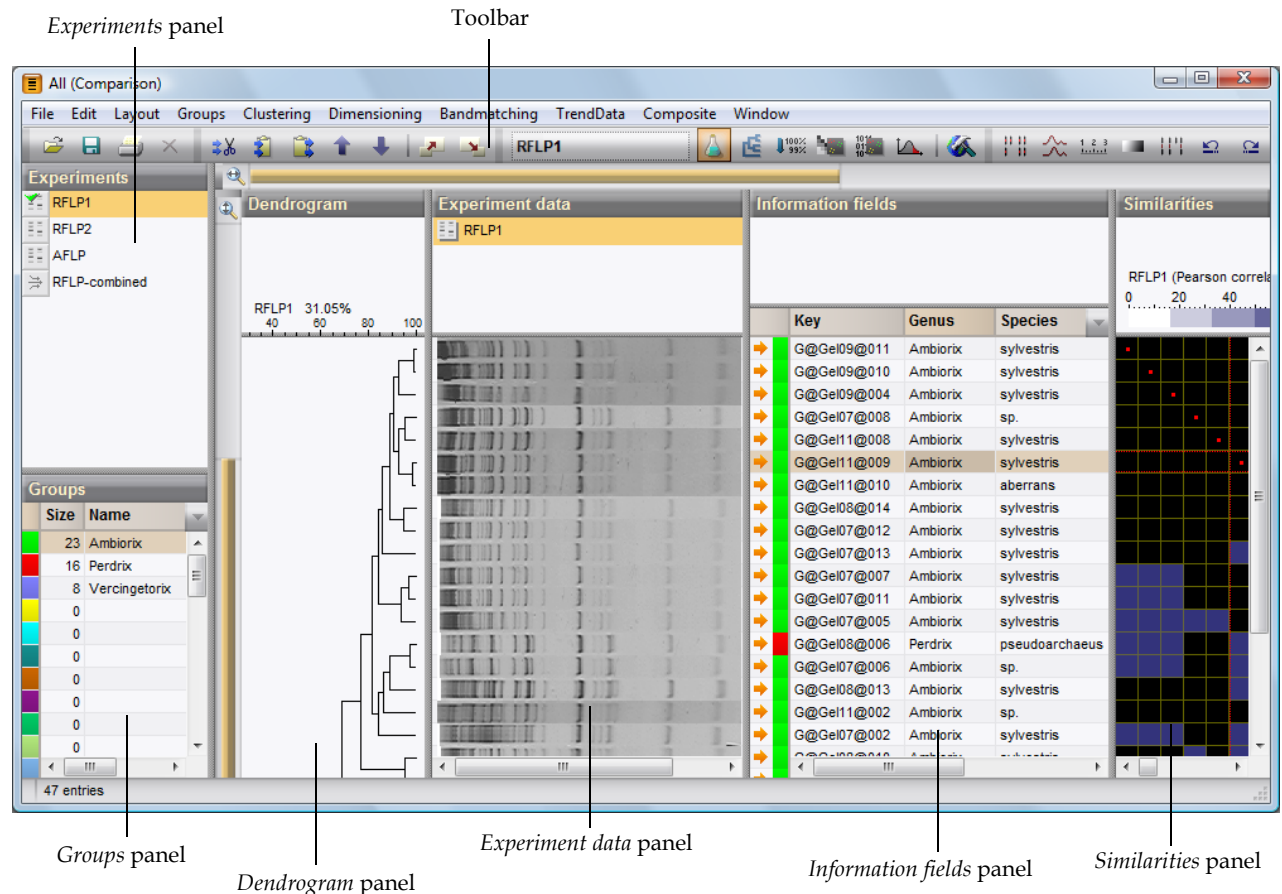 Experiments panel
Toolbar
All (Comparison)
File Edit Layout Groups Clustering Dimensioning Bandmatching TrendData Composite Window
RFLP1
100%
99%
1 2 3
Experiments
RFLP1
RFLP2
AFLP
RFLP-combined
Dendrogram
RFLP1 31.05%
40 60 80 100
Experiment data
RFLP1
Information fields
Similarities
RFLP1 (Pearson correla
0 20 40
Key Genus Species
G@Gel09@011 Ambiorix sylvestris
G@Gel09@010 Ambiorix sylvestris
G@Gel09@004 Ambiorix sylvestris
G@Gel07@008 Ambiorix sp.
G@Gel11@008 Ambiorix sylvestris
G@Gel11@009 Ambiorix sylvestris
G@Gel11@010 Ambiorix aberrans
G@Gel08@014 Ambiorix sylvestris
G@Gel07@012 Ambiorix sylvestris
G@Gel07@013 Ambiorix sylvestris
G@Gel07@007 Ambiorix sylvestris
G@Gel07@011 Ambiorix sylvestris
G@Gel07@005 Ambiorix sylvestris
G@Gel08@006 Perdrix pseudoarchaeus
G@Gel07@006 Ambiorix sp.
G@Gel08@013 Ambiorix sylvestris
G@Gel11@002 Ambiorix sp.
G@Gel07@002 Ambiorix sylvestris
Groups
Size Name
23 Ambiorix
16 Perdrix
8 Vercingetorix
0
0
0
0
0
0
0
47 entries
Groups panel
Dendrogram panel
Experiment data panel
Information fields panel
Similarities panel